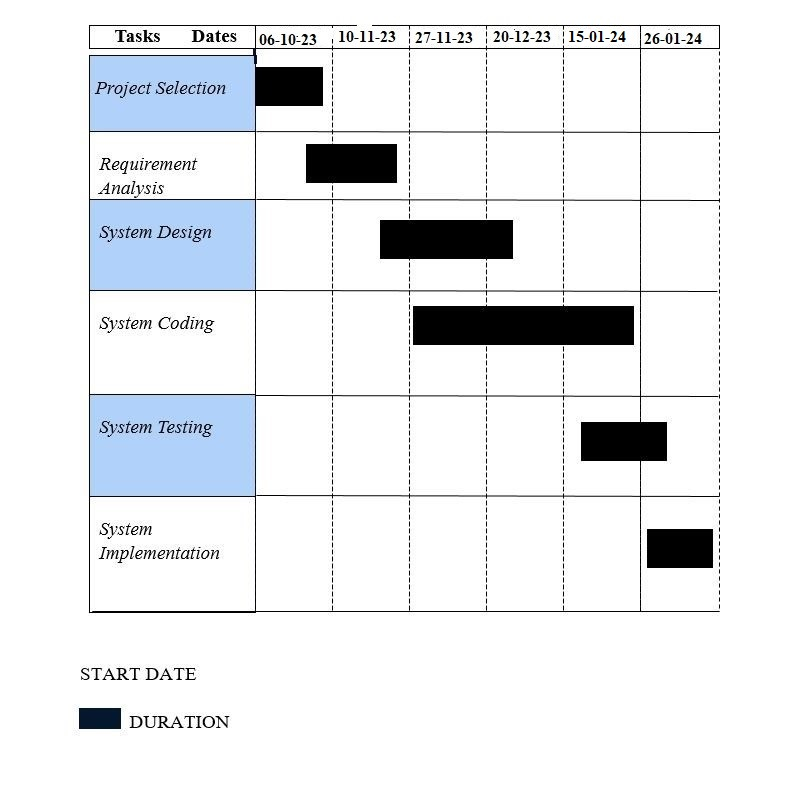 Tasks Dates 06-10-23 10-11-23 27-11-23 20-12-23 15-01-24 26-01-24
Project Selection
Requirement
Analysis
System Design
System Coding
System Testing
System
Implementation
START DATE
DURATION